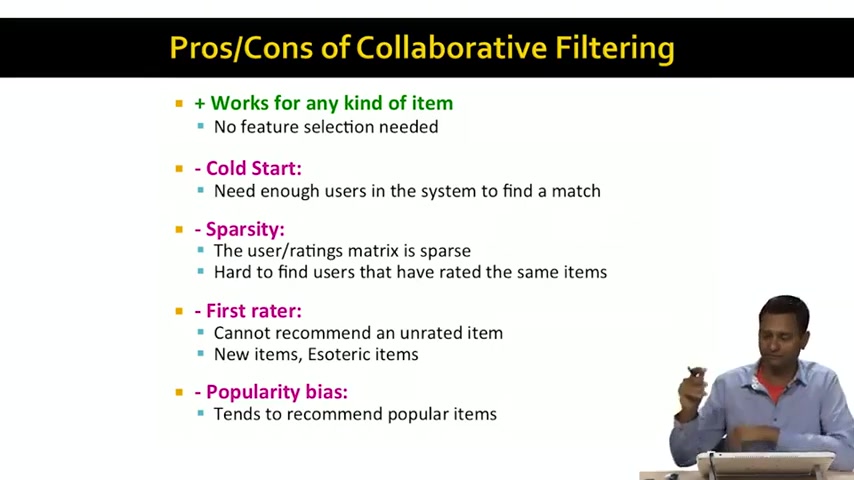 Pros/Cons of Collaborative Filtering
+ Works for any kind of item
No feature selection needed
- Cold Start:
Need enough users in the system to find a match
- Sparsity:
The user/ratings matrix is sparse
Hard to find users that have rated the same items
- First rater:
Cannot recommend an unrated item
New items, Esoteric items
- Popularity bias:
Tends to recommend popular items